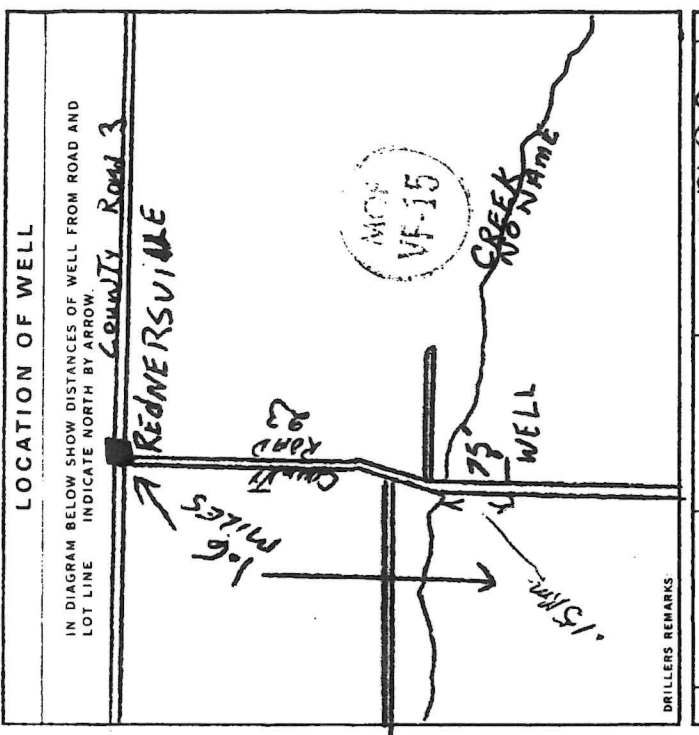 LOCATION OF WELL
IN DIAGRAM BELOW SHOW DISTANCES OF WELL FROM ROAD AND
LOT LINE INDICATE NORTH BY ARROW.
County Road 3
REDNERSVILLE
COUNTY
ROAD
23
1.6
MILES
MOE
VF-15
CREEK
NO NAME
75'
WELL
.15 km
DRILLERS REMARKS